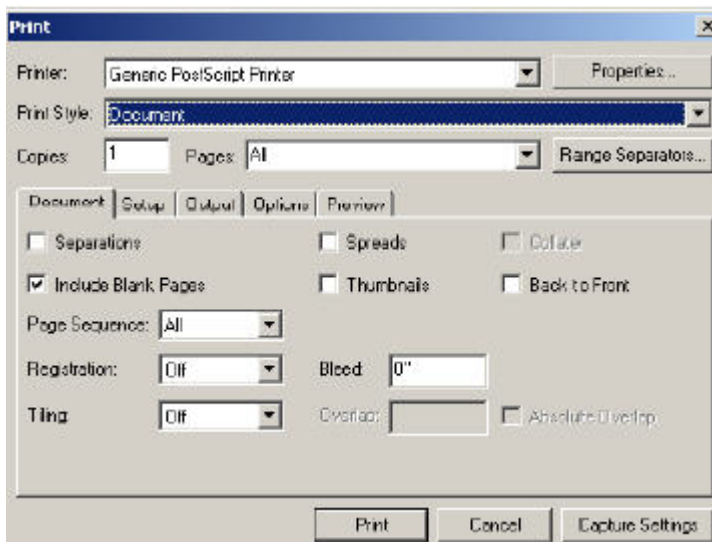 Print
Printer: Generic PostScript Printer Properties...
Print Style: Document
Copies: 1 Pages: All Range Separators...
Document Setup Output Options Preview
Separations Spreads Collate
Include Blank Pages Thumbnails Back to Front
Page Sequence: All
Registration: Off Bleed: 0"
Tiling: Off Overlap: Absolute Overlap
Print Cancel Capture Settings